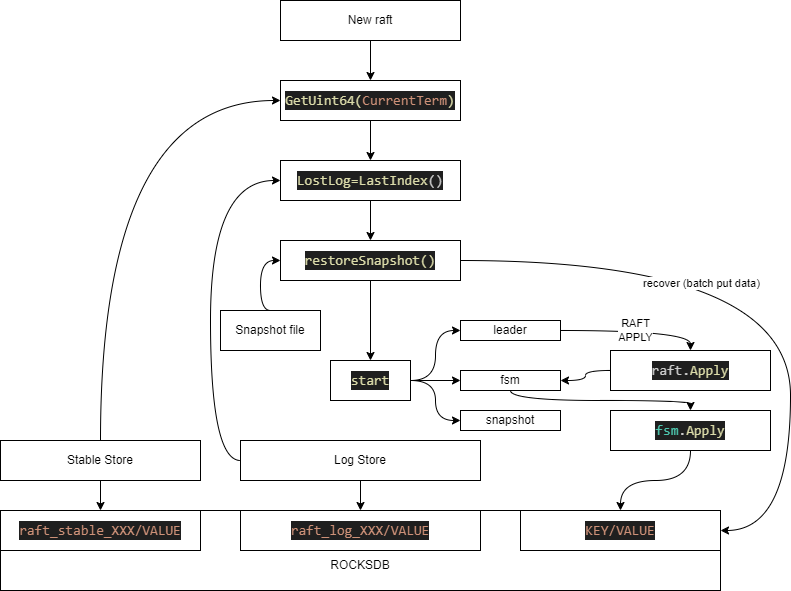 New raft
GetUint64(CurrentTerm)
LostLog=LastIndex()
restoreSnapshot()
recover (batch put data)
Snapshot file
leader
RAFT
APPLY
raft.Apply
start
fsm
snapshot
fsm.Apply
Stable Store
Log Store
raft_stable_XXX/VALUE
raft_log_XXX/VALUE
KEY/VALUE
ROCKSDB